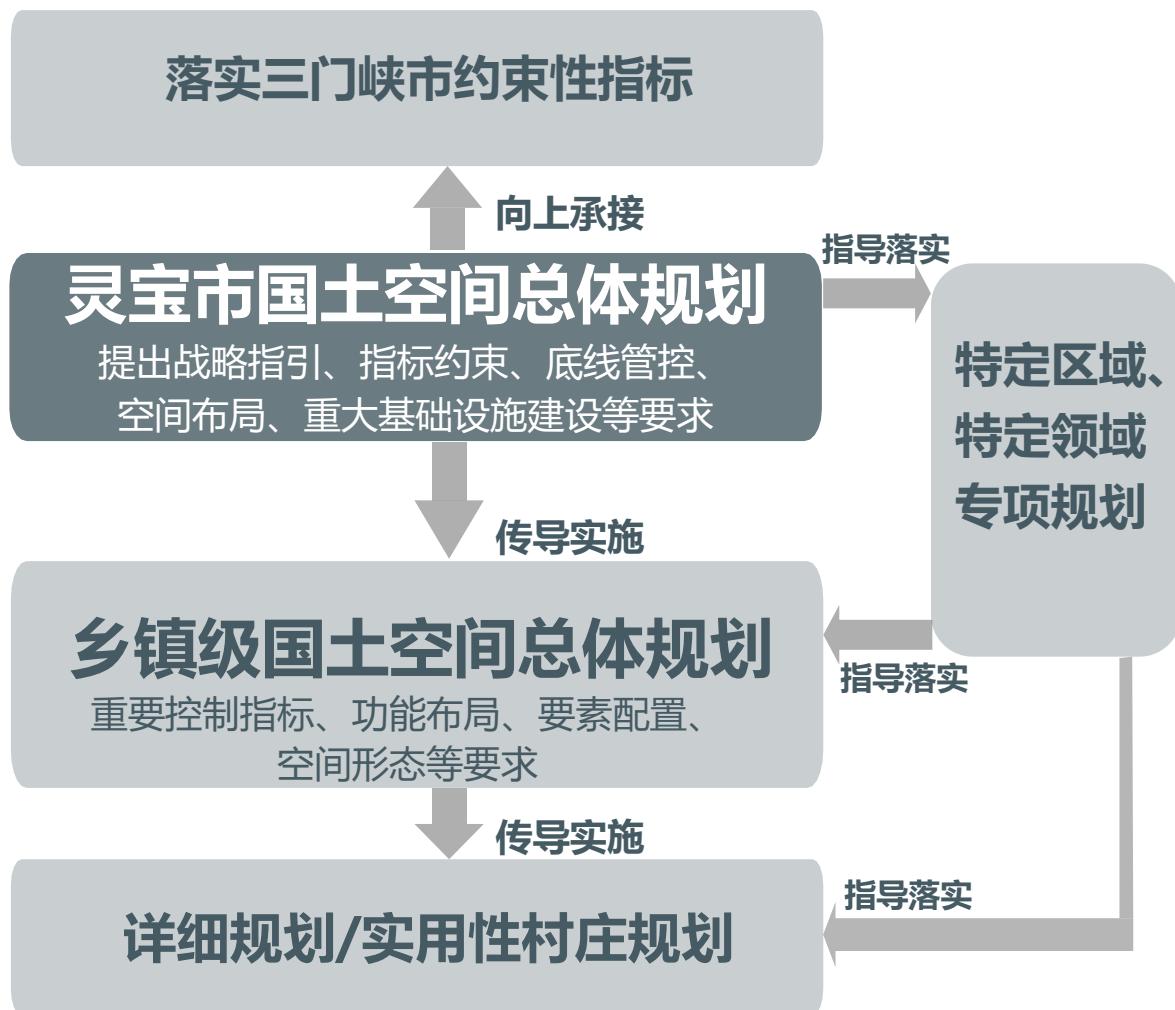 落实三门峡市约束性指标
向上承接
指导落实
灵宝市国土空间总体规划
提出战略指引、指标约束、底线管控、
空间布局、重大基础设施建设等要求
特定区域、
特定领域
专项规划
传导实施
乡镇级国土空间总体规划
重要控制指标、功能布局、要素配置、
空间形态等要求
指导落实
传导实施
指导落实
详细规划/实用性村庄规划